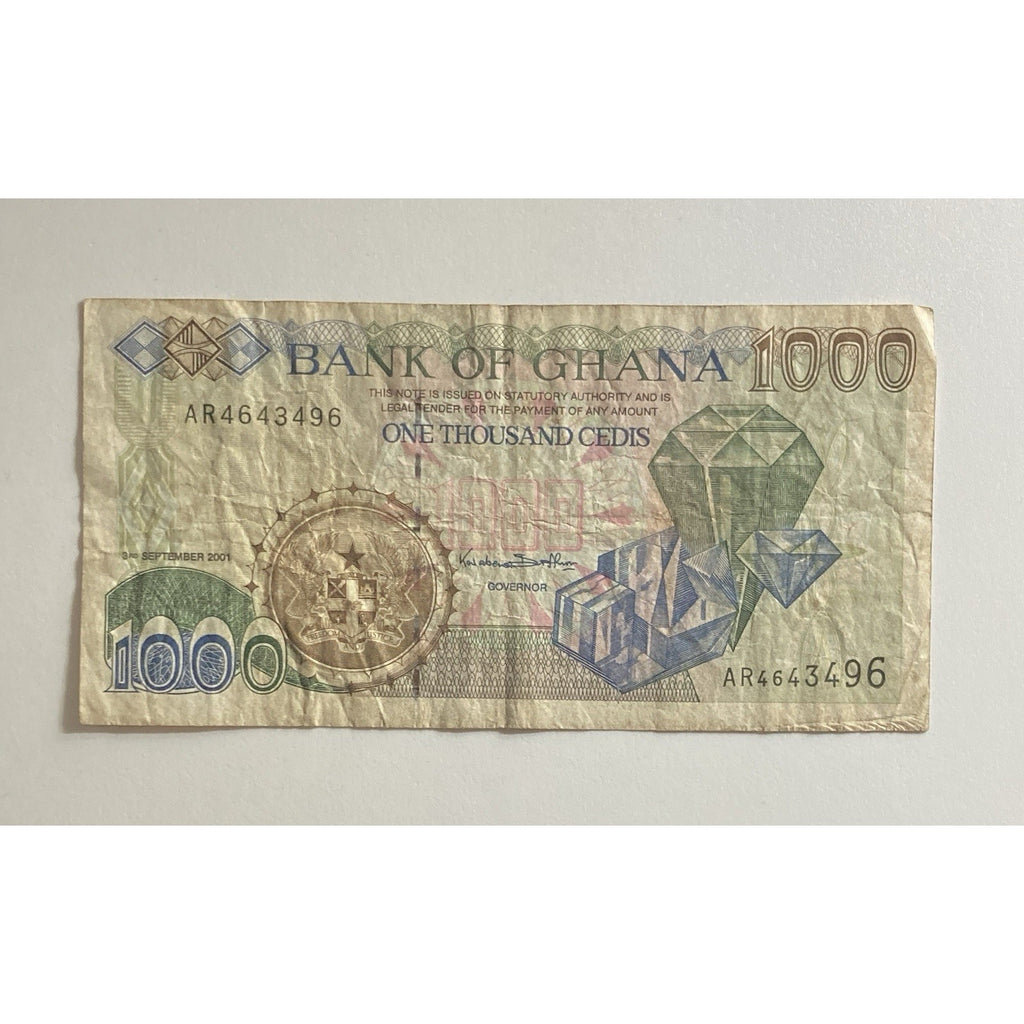 BANK OF GHANA
1000
THIS NOTE IS ISSUED ON STATUTORY AUTHORITY AND IS
LEGAL TENDER FOR THE PAYMENT OF ANY AMOUNT
AR4643496
ONE THOUSAND CEDIS
1000
3RD SEPTEMBER 2001
GOVERNOR
1000
AR4643496